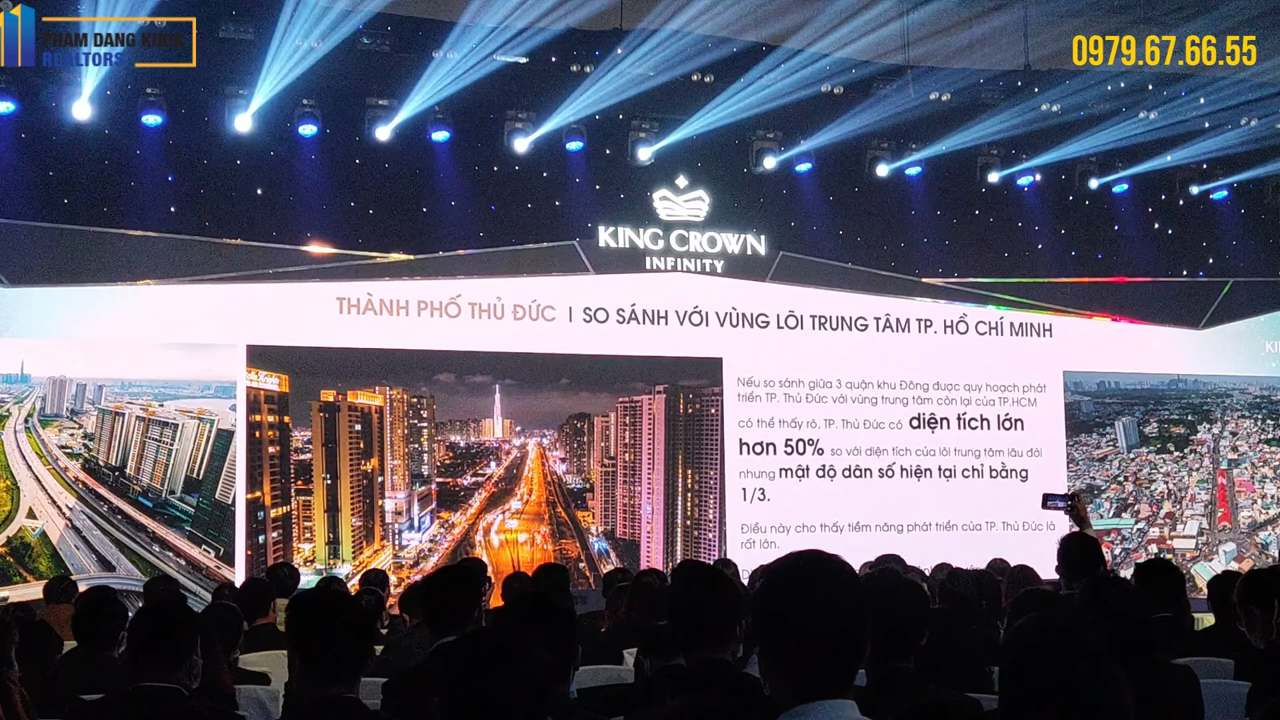 PHAM DANG KHOA
REALTORS
0979.67.66.55
KING CROWN
INFINITY
THÀNH PHỐ THỦ ĐỨC | SO SÁNH VỚI VÙNG LÕI TRUNG TÂM TP. HỒ CHÍ MINH
Nếu so sánh giữa 3 quận khu Đông được quy hoạch phát
triển TP. Thủ Đức với vùng trung tâm còn lại của TP.HCM
có thể thấy rõ, TP. Thủ Đức có diện tích lớn
hơn 50% so với diện tích của lõi trung tâm lâu đời
nhưng mật độ dân số hiện tại chỉ bằng
1/3.
Điều này cho thấy tiềm năng phát triển của TP. Thủ Đức là
rất lớn.